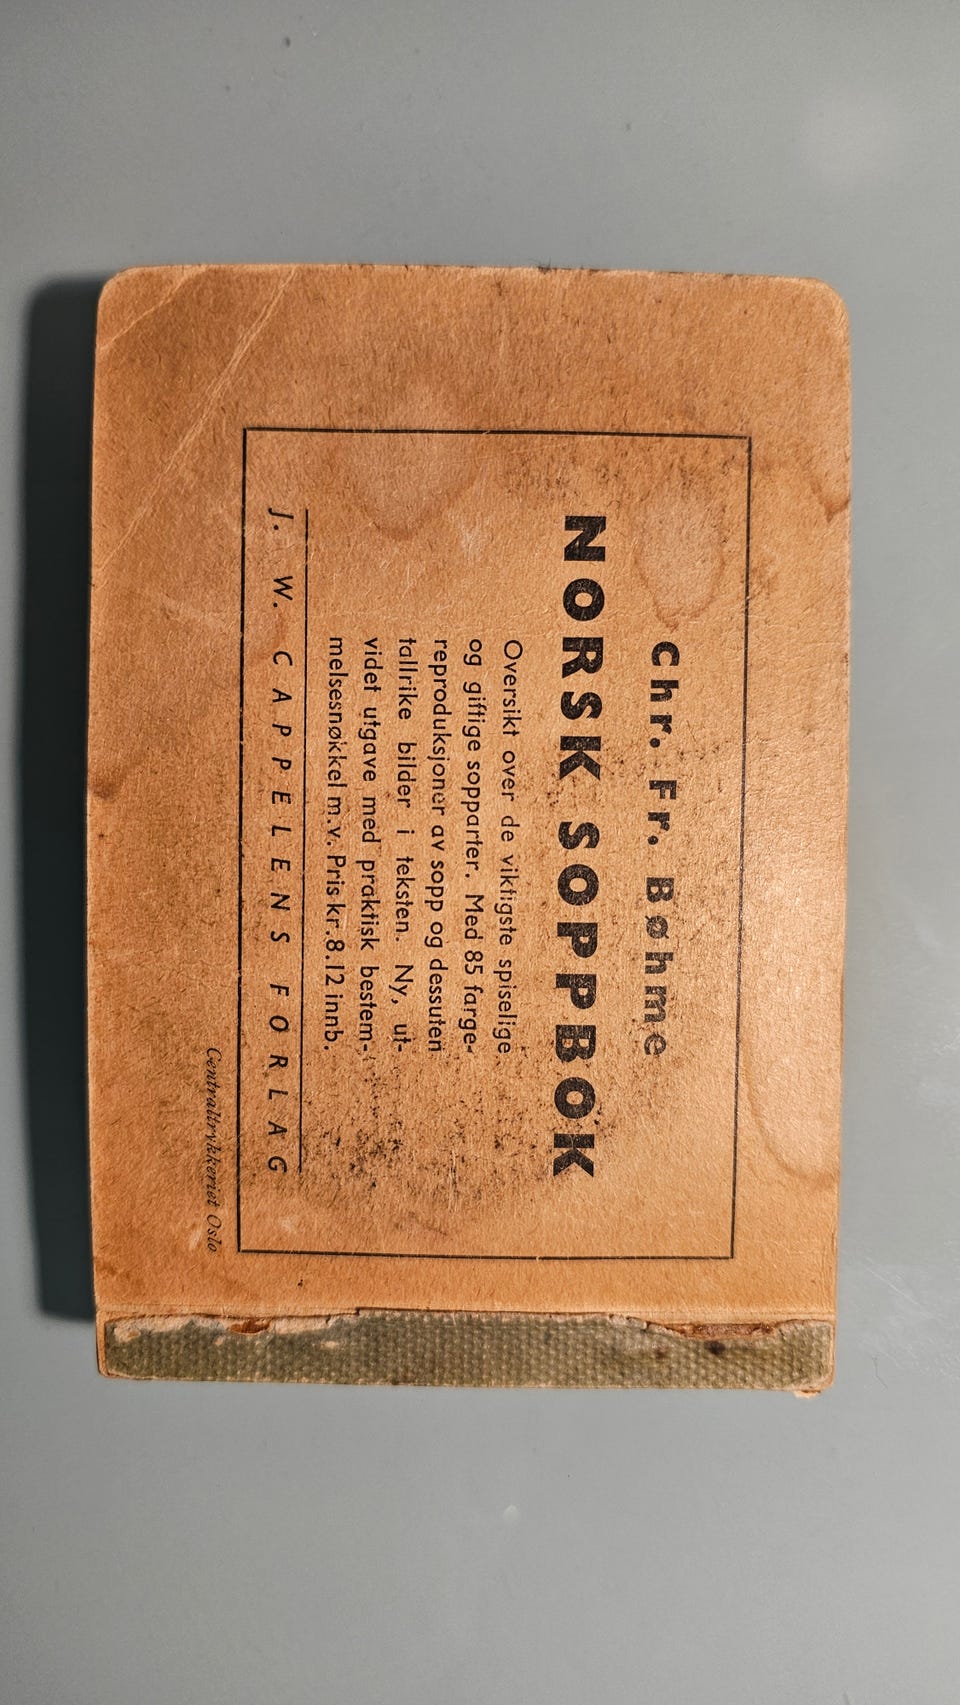 Chr. Fr. Bøhme
NORSK SOPPBOK
Oversikt over de viktigste spiselige
og giftige sopparter. Med 85 farge-
reproduksjoner av sopp og dessuten
tallrike bilder i teksten. Ny, ut-
videt utgave med praktisk bestem-
melsesnøkkel m.v. Pris kr. 8.12 innb.
J. W. CAPPELENS FORLAG
Centraltrykkeriet Oslo